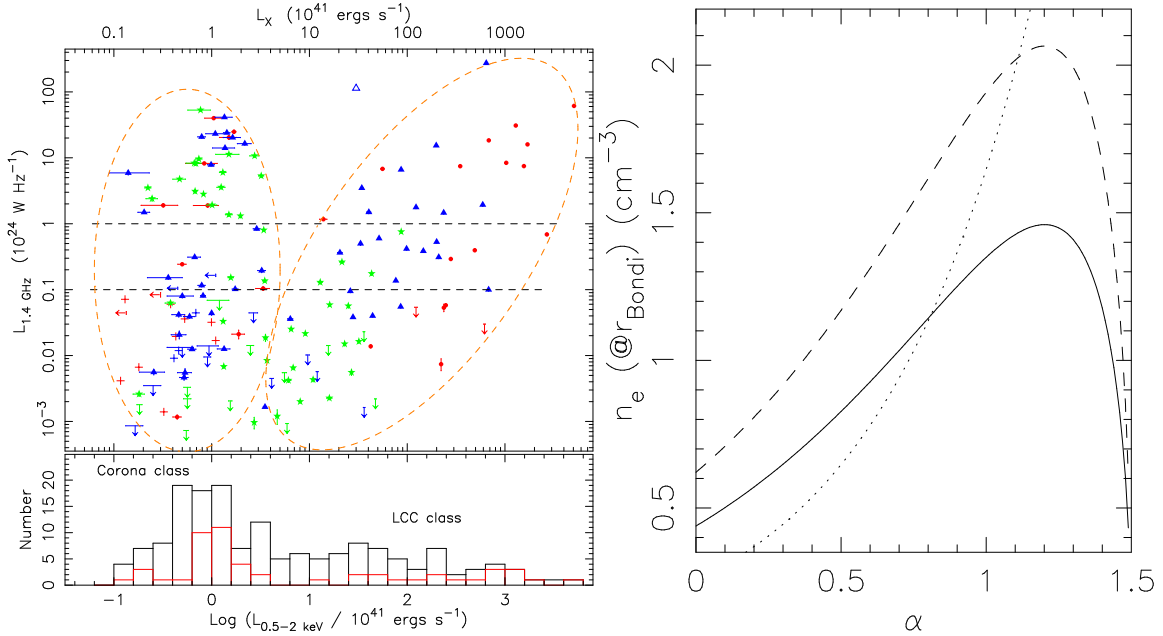 L_X (10^41 ergs s^-1)
0.1 1 10 100 1000
L_1.4 GHz (10^24 W Hz^-1)
100
10
1
0.1
0.01
10^-3
Corona class
LCC class
Number
20
15
10
5
0
-1 0 1 2 3
Log (L_0.5-2 keV / 10^41 ergs s^-1)
n_e (@r_Bondi) (cm^-3)
2
1.5
1
0.5
0 0.5 1 1.5
α